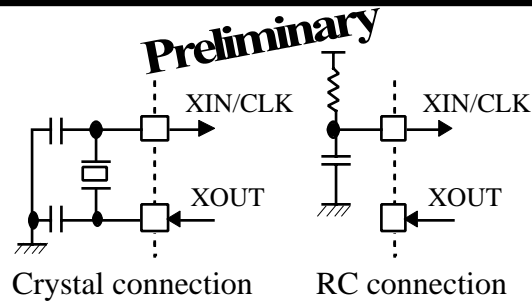 Preliminary
XIN/CLK XIN/CLK
XOUT XOUT
Crystal connection RC connection